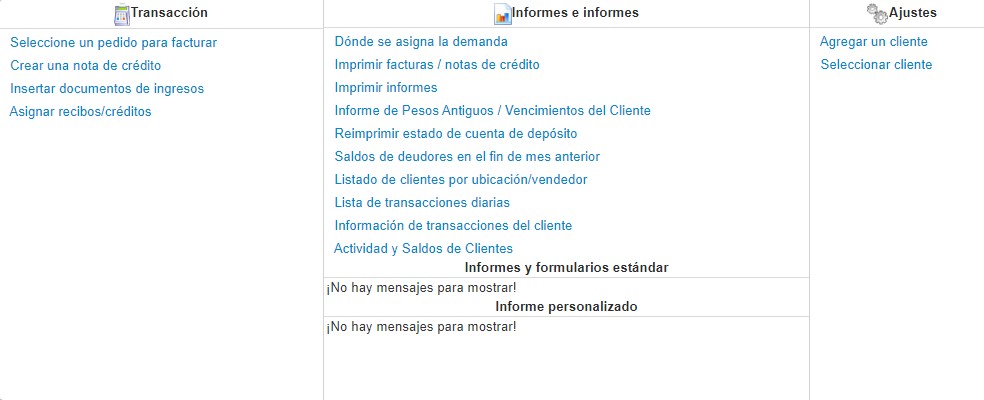 Transacción
Seleccione un pedido para facturar
Crear una nota de crédito
Insertar documentos de ingresos
Asignar recibos/créditos
Informes e informes
Dónde se asigna la demanda
Imprimir facturas / notas de crédito
Imprimir informes
Informe de Pesos Antiguos / Vencimientos del Cliente
Reimprimir estado de cuenta de depósito
Saldos de deudores en el fin de mes anterior
Listado de clientes por ubicación/vendedor
Lista de transacciones diarias
Información de transacciones del cliente
Actividad y Saldos de Clientes
Informes y formularios estándar
¡No hay mensajes para mostrar!
Informe personalizado
¡No hay mensajes para mostrar!
Ajustes
Agregar un cliente
Seleccionar cliente